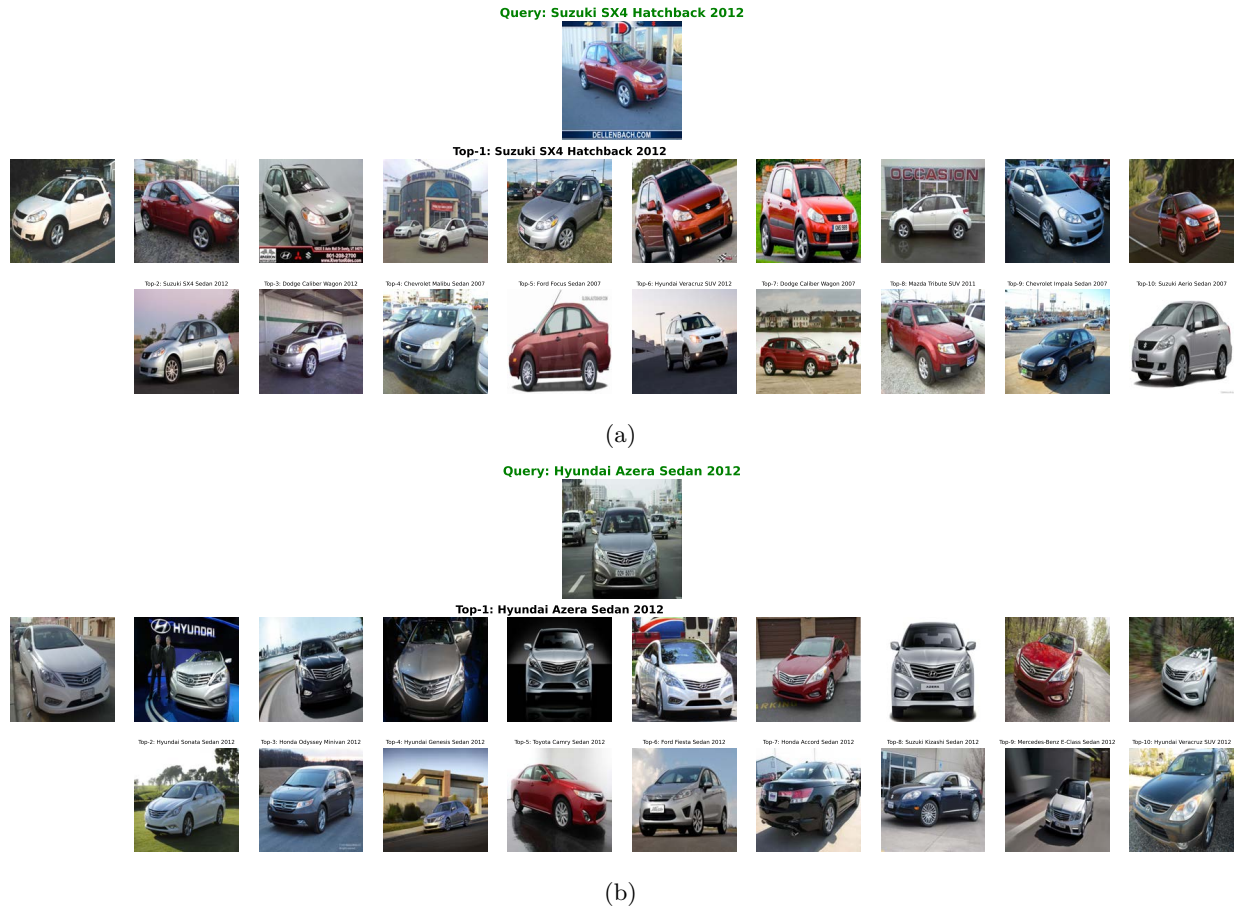 Query: Suzuki SX4 Hatchback 2012
DELLENBACH.COM
Top-1: Suzuki SX4 Hatchback 2012
SUZUKI
OCCASION
801-208-2700
Top-2: Suzuki SX4 Sedan 2012
Top-3: Dodge Caliber Wagon 2012
Top-4: Chevrolet Malibu Sedan 2007
Top-5: Ford Focus Sedan 2007
Top-6: Hyundai Veracruz SUV 2012
Top-7: Dodge Caliber Wagon 2007
Top-8: Mazda Tribute SUV 2011
Top-9: Chevrolet Impala Sedan 2007
Top-10: Suzuki Aerio Sedan 2007
(a)
Query: Hyundai Azera Sedan 2012
Top-1: Hyundai Azera Sedan 2012
HYUNDAI
AZERA
PARKING
Top-2: Hyundai Sonata Sedan 2012
Top-3: Honda Odyssey Minivan 2012
Top-4: Hyundai Genesis Sedan 2012
Top-5: Toyota Camry Sedan 2012
Top-6: Ford Fiesta Sedan 2012
Top-7: Honda Accord Sedan 2012
Top-8: Suzuki Kizashi Sedan 2012
Top-9: Mercedes-Benz E-Class Sedan 2012
Top-10: Hyundai Veracruz SUV 2012
(b)